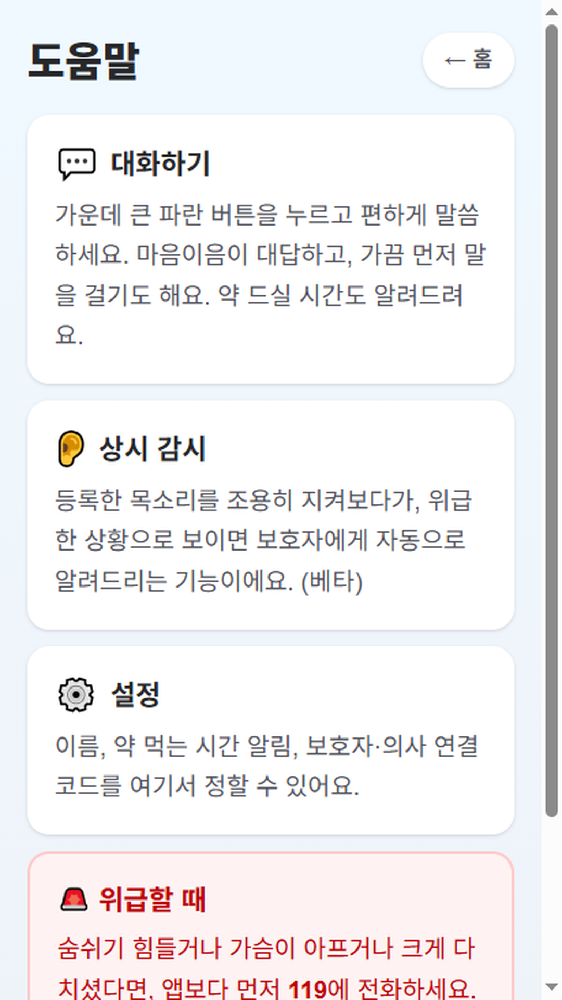 도움말
← 홈
대화하기
가운데 큰 파란 버튼을 누르고 편하게 말씀
하세요. 마음이음이 대답하고, 가끔 먼저 말
을 걸기도 해요. 약 드실 시간도 알려드려
요.
상시 감시
등록한 목소리를 조용히 지켜보다가, 위급
한 상황으로 보이면 보호자에게 자동으로
알려드리는 기능이에요. (베타)
설정
이름, 약 먹는 시간 알림, 보호자·의사 연결
코드를 여기서 정할 수 있어요.
위급할 때
숨쉬기 힘들거나 가슴이 아프거나 크게 다
치셨다면, 앱보다 먼저 119에 전화하세요.